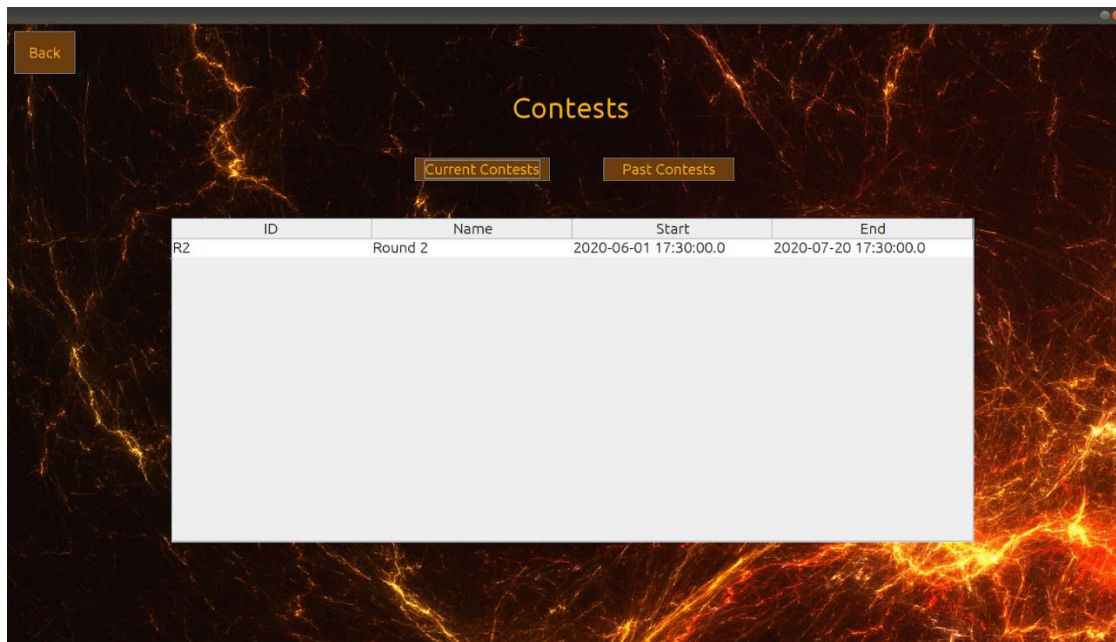 Back
Contests
Current Contests Past Contests
ID Name Start End
R2 Round 2 2020-06-01 17:30:00.0 2020-07-20 17:30:00.0